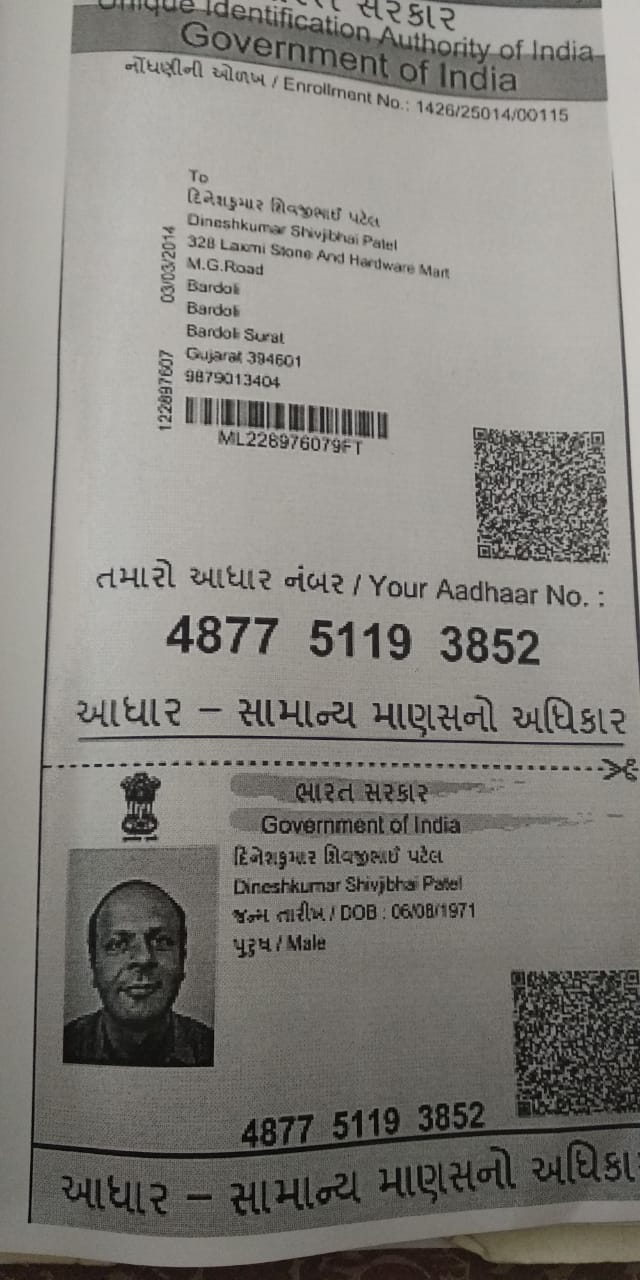 સરકાર
Unique Identification Authority of India
Government of India
નોંધણીની ઓળખ / Enrollment No.: 1426/25014/00115
To
દિનેશકુમાર શિવજીભાઈ પટેલ
Dineshkumar Shivjibhai Patel
328 Laxmi Stone And Hardware Mart
M.G.Road
Bardoli
Bardoli
Bardoli Surat
Gujarat 394601
9879013404
03/03/2014
122897607
ML228976079FT
તમારો આધાર નંબર / Your Aadhaar No. :
4877 5119 3852
આધાર – સામાન્ય માણસનો અધિકાર
ભારત સરકાર
Government of India
દિનેશકુમાર શિવજીભાઈ પટેલ
Dineshkumar Shivjibhai Patel
જન્મ તારીખ / DOB : 06/08/1971
પુરુષ / Male
4877 5119 3852
આધાર – સામાન્ય માણસનો